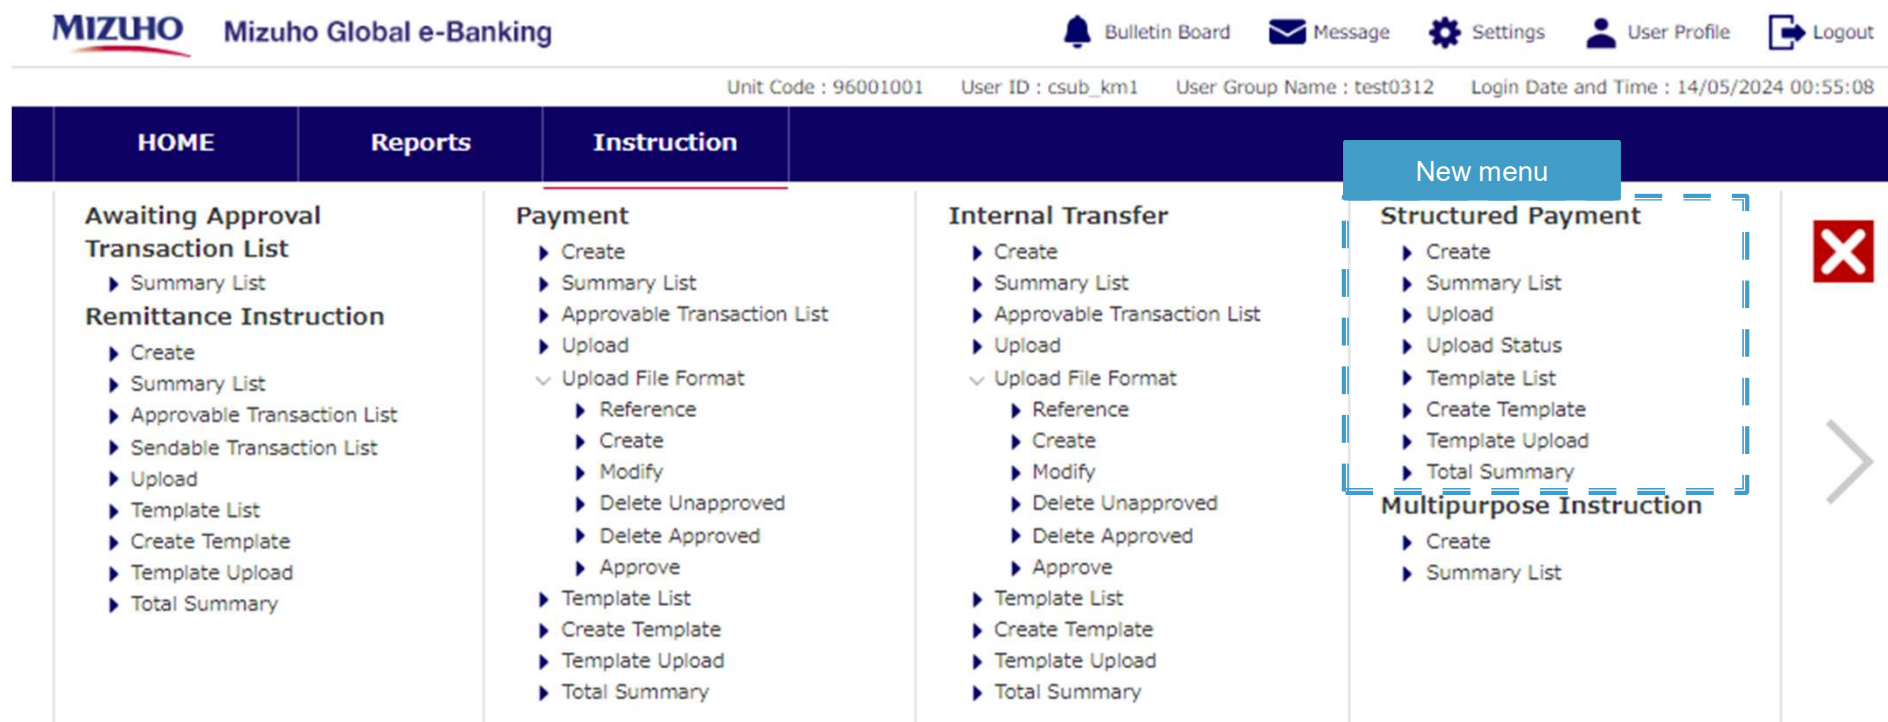 MIZUHO Mizuho Global e-Banking Bulletin Board Message Settings User Profile Logout
Unit Code : 96001001 User ID : csub_km1 User Group Name : test0312 Login Date and Time : 14/05/2024 00:55:08
HOME Reports Instruction
New menu
Awaiting Approval
Transaction List
Summary List
Remittance Instruction
Create
Summary List
Approvable Transaction List
Sendable Transaction List
Upload
Template List
Create Template
Template Upload
Total Summary
Payment
Create
Summary List
Approvable Transaction List
Upload
Upload File Format
Reference
Create
Modify
Delete Unapproved
Delete Approved
Approve
Template List
Create Template
Template Upload
Total Summary
Internal Transfer
Create
Summary List
Approvable Transaction List
Upload
Upload File Format
Reference
Create
Modify
Delete Unapproved
Delete Approved
Approve
Template List
Create Template
Template Upload
Total Summary
Structured Payment
Create
Summary List
Upload
Upload Status
Template List
Create Template
Template Upload
Total Summary
Multipurpose Instruction
Create
Summary List